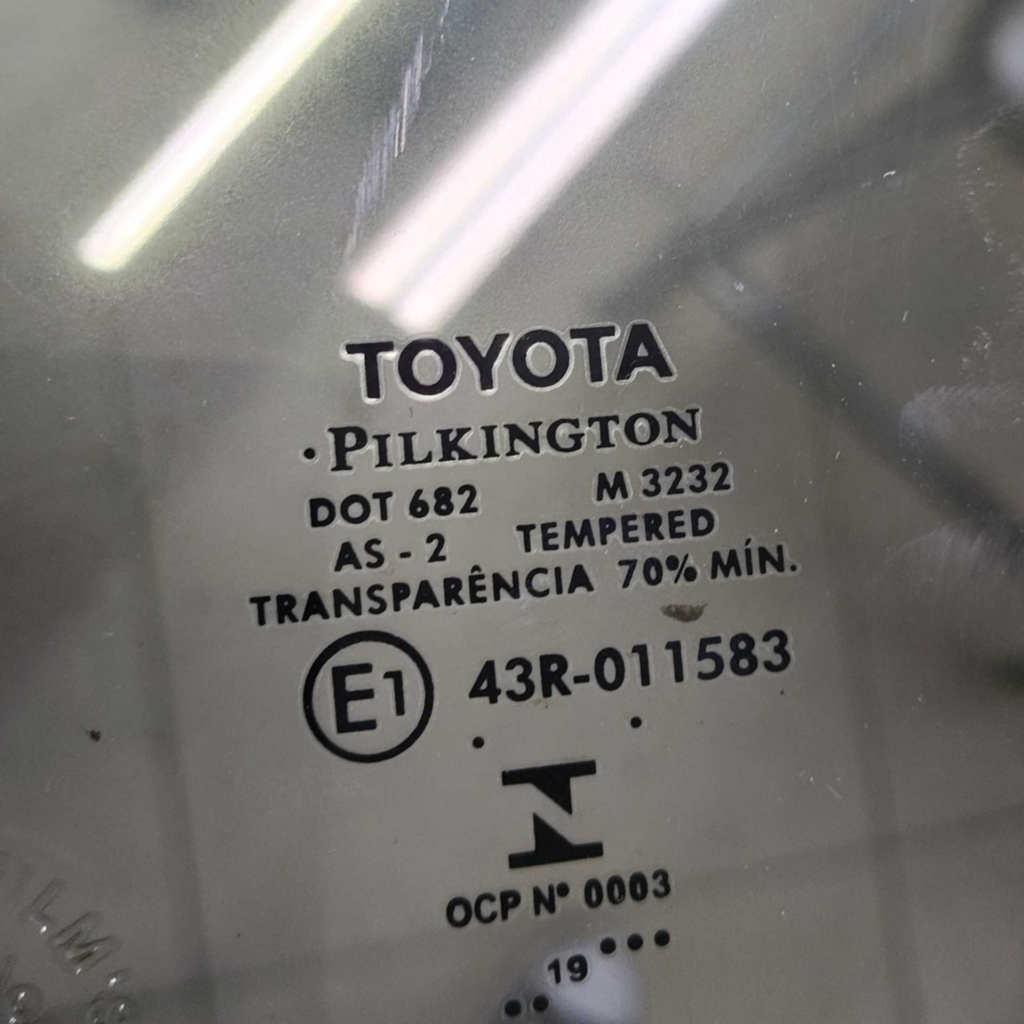 TOYOTA
·PILKINGTON
DOT 682 M 3232
AS - 2 TEMPERED
TRANSPARÊNCIA 70% MÍN.
E1 43R-011583
OCP Nº 0003
19